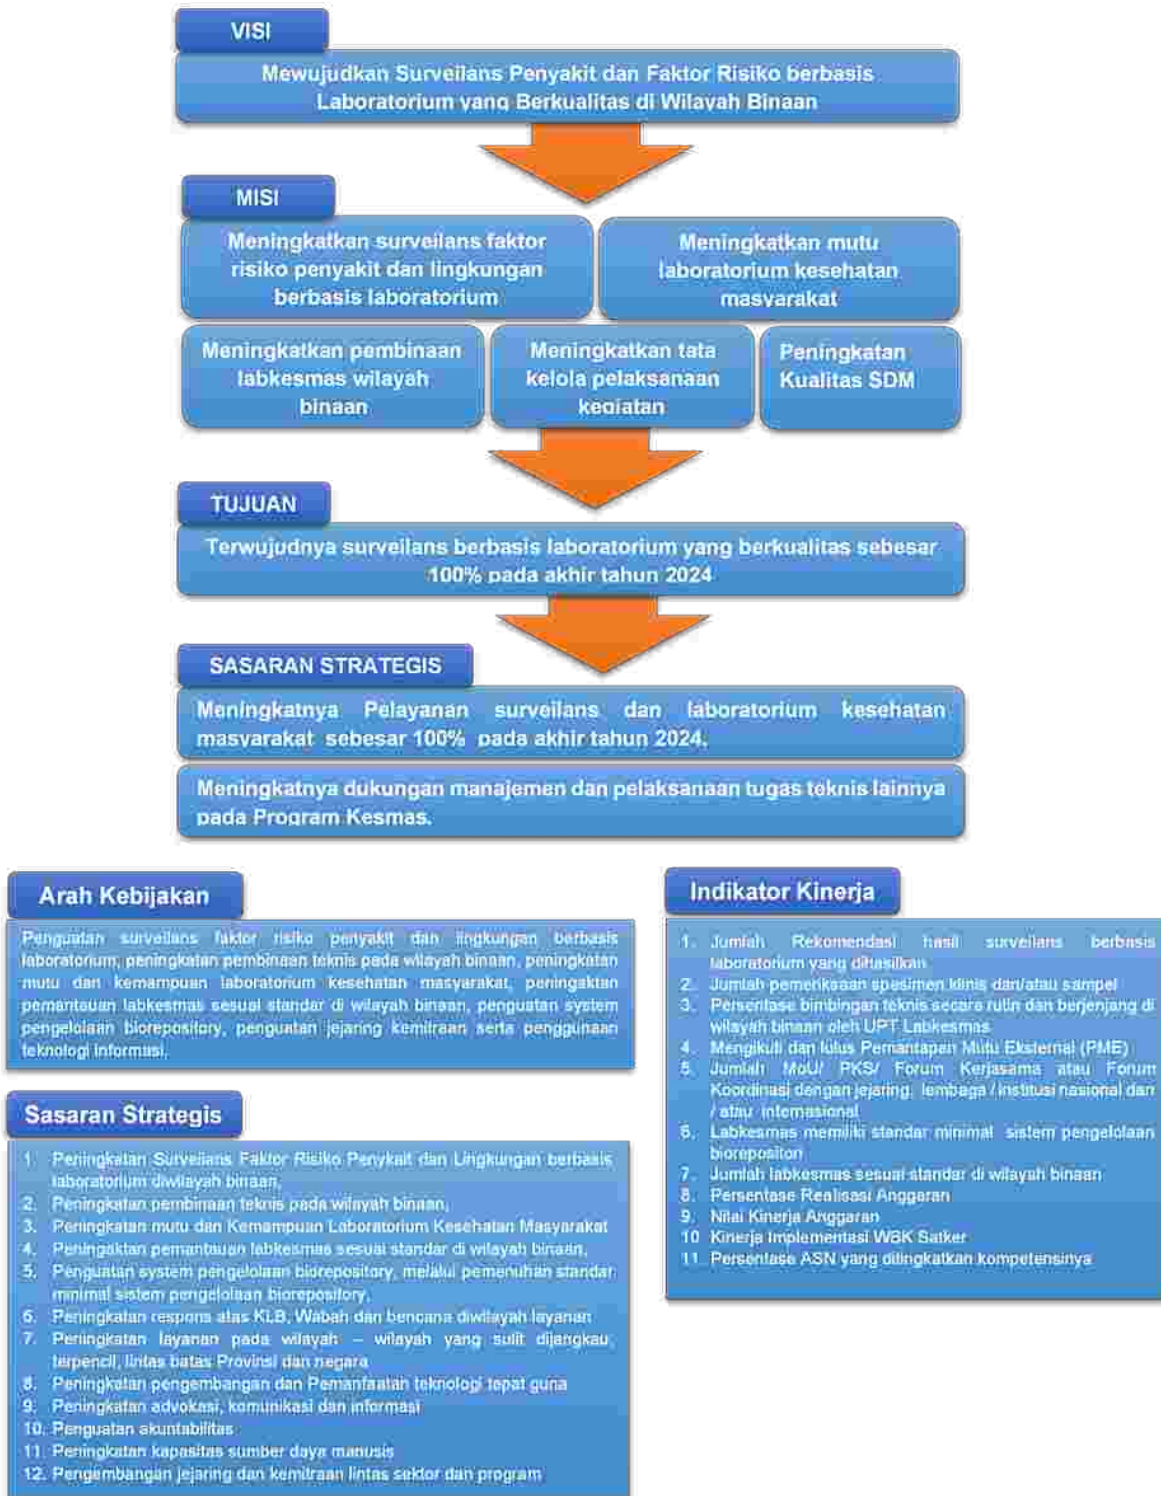 VISI
Mewujudkan Surveilans Penyakit dan Faktor Risiko berbasis
Laboratorium yang Berkualitas di Wilayah Binaan
MISI
Meningkatkan surveilans faktor
risiko penyakit dan lingkungan
berbasis laboratorium
Meningkatkan mutu
laboratorium kesehatan
masyarakat
Meningkatkan pembinaan
labkesmas wilayah
binaan
Meningkatkan tata
kelola pelaksanaan
kegiatan
Peningkatan
Kualitas SDM
TUJUAN
Terwujudnya surveilans berbasis laboratorium yang berkualitas sebesar
100% pada akhir tahun 2024
SASARAN STRATEGIS
Meningkatnya Pelayanan surveilans dan laboratorium kesehatan
masyarakat sebesar 100% pada akhir tahun 2024.
Meningkatnya dukungan manajemen dan pelaksanaan tugas teknis lainnya
pada Program Kesmas.
Arah Kebijakan
Penguatan surveilans faktor risiko penyakit dan lingkungan berbasis
laboratorium, peningkatan pembinaan teknis pada wilayah binaan, peningkatan
mutu dan kemampuan laboratorium kesehatan masyarakat, peningaktan
pemantauan labkesmas sesuai standar di wilayah binaan, penguatan system
pengelolaan biorepository, penguatan jejaring kemitraan serta penggunaan
teknologi informasi.
Sasaran Strategis
1. Peningkatan Surveilans Faktor Risiko Penykait dan Lingkungan berbasis
laboratorium diwilayah binaan,
2. Peningkatan pembinaan teknis pada wilayah binaan,
3. Peningkatan mutu dan Kemampuan Laboratorium Kesehatan Masyarakat
4. Peningaktan pemantauan labkesmas sesuai standar di wilayah binaan,
5. Penguatan system pengelolaan biorepository, melalui pemenuhan standar
minimal sistem pengelolaan biorepository,
6. Peningkatan respons atas KLB, Wabah dan bencana diwilayah layanan
7. Peningkatan layanan pada wilayah – wilayah yang sulit dijangkau,
terpencil, lintas batas Provinsi dan negara
8. Peningkatan pengembangan dan Pemanfaatan teknologi tepat guna
9. Peningkatan advokasi, komunikasi dan informasi
10. Penguatan akuntabilitas
11. Peningkatan kapasitas sumber daya manusis
12. Pengembangan jejaring dan kemitraan lintas sektor dan program
Indikator Kinerja
1. Jumlah Rekomendasi hasil surveilans berbasis
laboratorium yang dihasilkan
2. Jumlah pemeriksaan spesimen klinis dan/atau sampel
3. Persentase bimbingan teknis secara rutin dan berjenjang di
wilayah binaan oleh UPT Labkesmas
4. Mengikuti dan lulus Pemantapan Mutu Eksternal (PME)
5. Jumlah MoU/ PKS/ Forum Kerjasama atau Forum
Koordinasi dengan jejaring, lembaga / institusi nasional dan
/ atau internasional
6. Labkesmas memiliki standar minimal sistem pengelolaan
biorepositori
7. Jumlah labkesmas sesuai standar di wilayah binaan
8. Persentase Realisasi Anggaran
9. Nilai Kinerja Anggaran
10 Kinerja Implementasi WBK Satker
11. Persentase ASN yang ditingkatkan kompetensinya